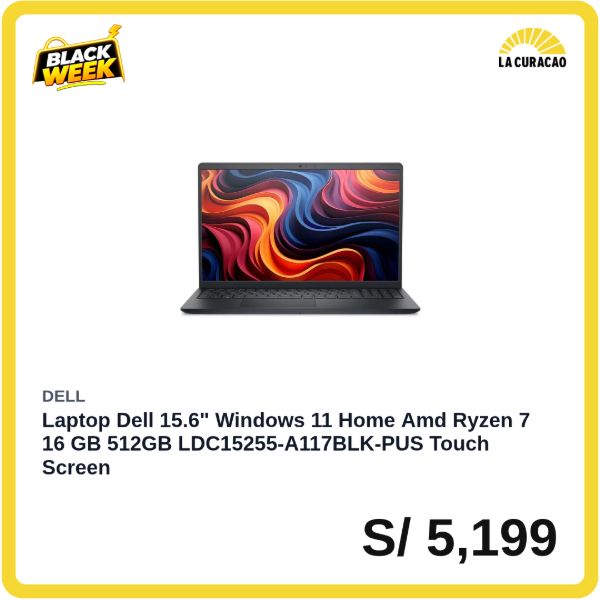 BLACK
WEEK
LA CURACAO
DELL
Laptop Dell 15.6" Windows 11 Home Amd Ryzen 7
16 GB 512GB LDC15255-A117BLK-PUS Touch
Screen
S/ 5,199